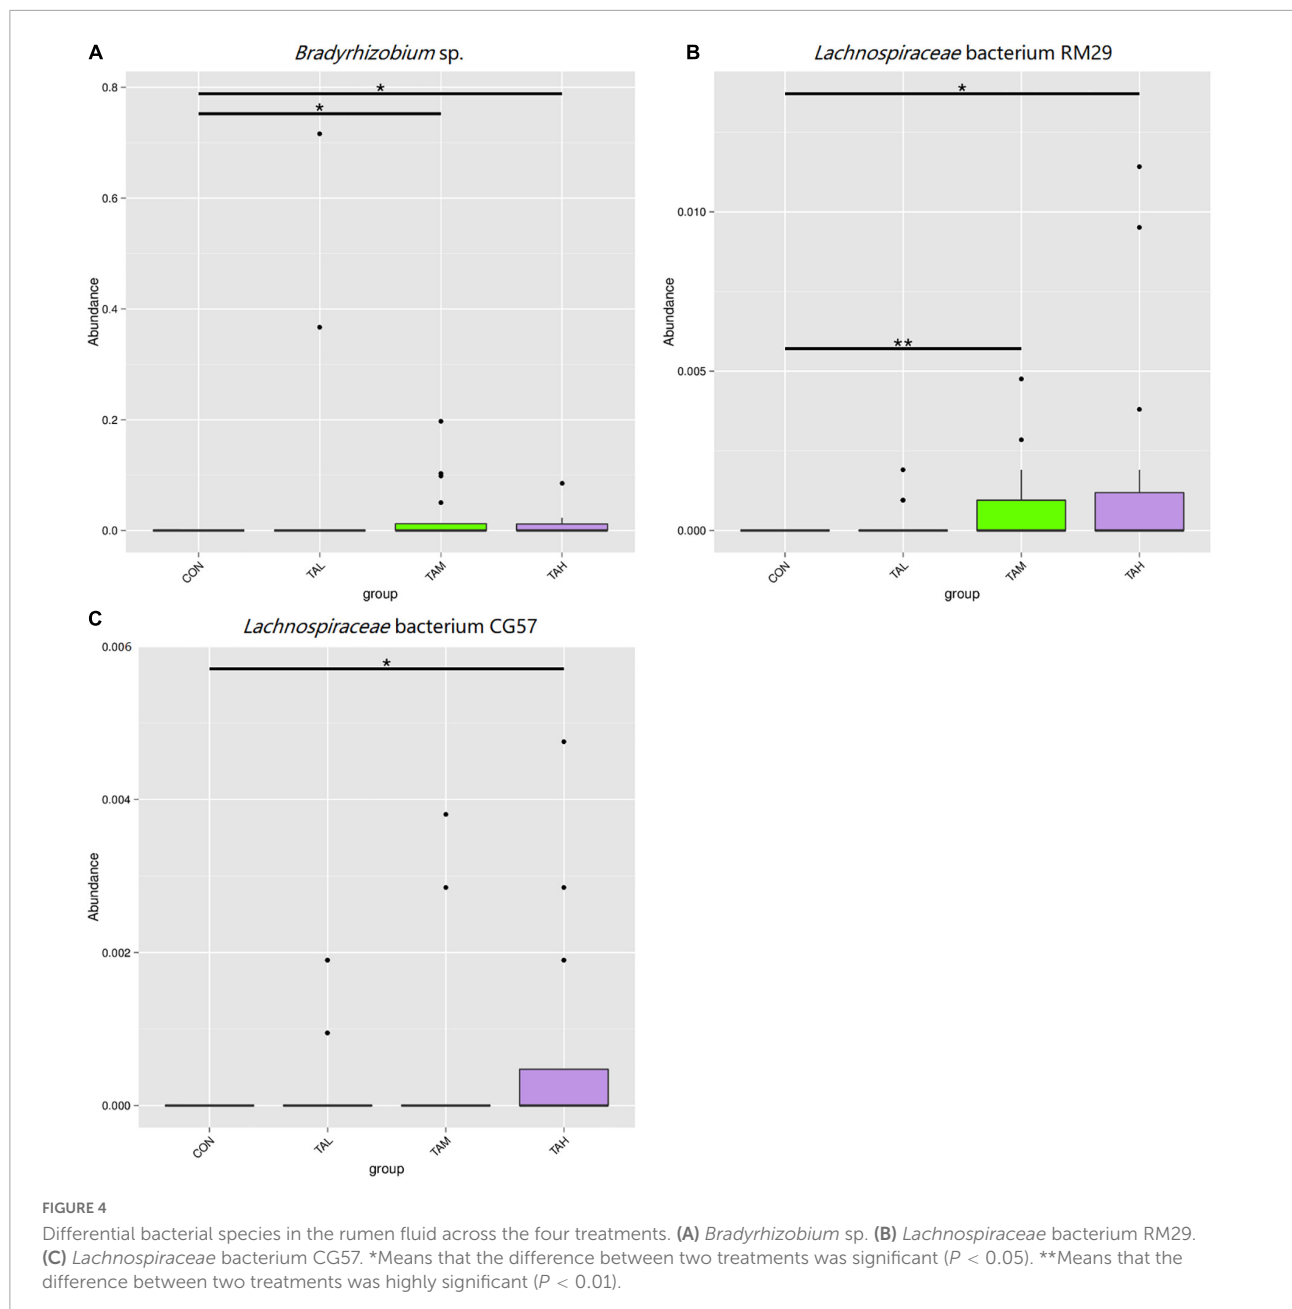 A
Bradyrhizobium sp.
*
*
0.8
0.6
0.4
0.2
0.0
Abundance
CON
TAL
TAM
TAH
group
B
Lachnospiraceae bacterium RM29
*
**
0.010
0.005
0.000
Abundance
CON
TAL
TAM
TAH
group
C
Lachnospiraceae bacterium CG57
*
0.006
0.004
0.002
0.000
Abundance
CON
TAL
TAM
TAH
group
FIGURE 4
Differential bacterial species in the rumen fluid across the four treatments. (A) Bradyrhizobium sp. (B) Lachnospiraceae bacterium RM29.
(C) Lachnospiraceae bacterium CG57. *Means that the difference between two treatments was significant (P < 0.05). **Means that the
difference between two treatments was highly significant (P < 0.01).